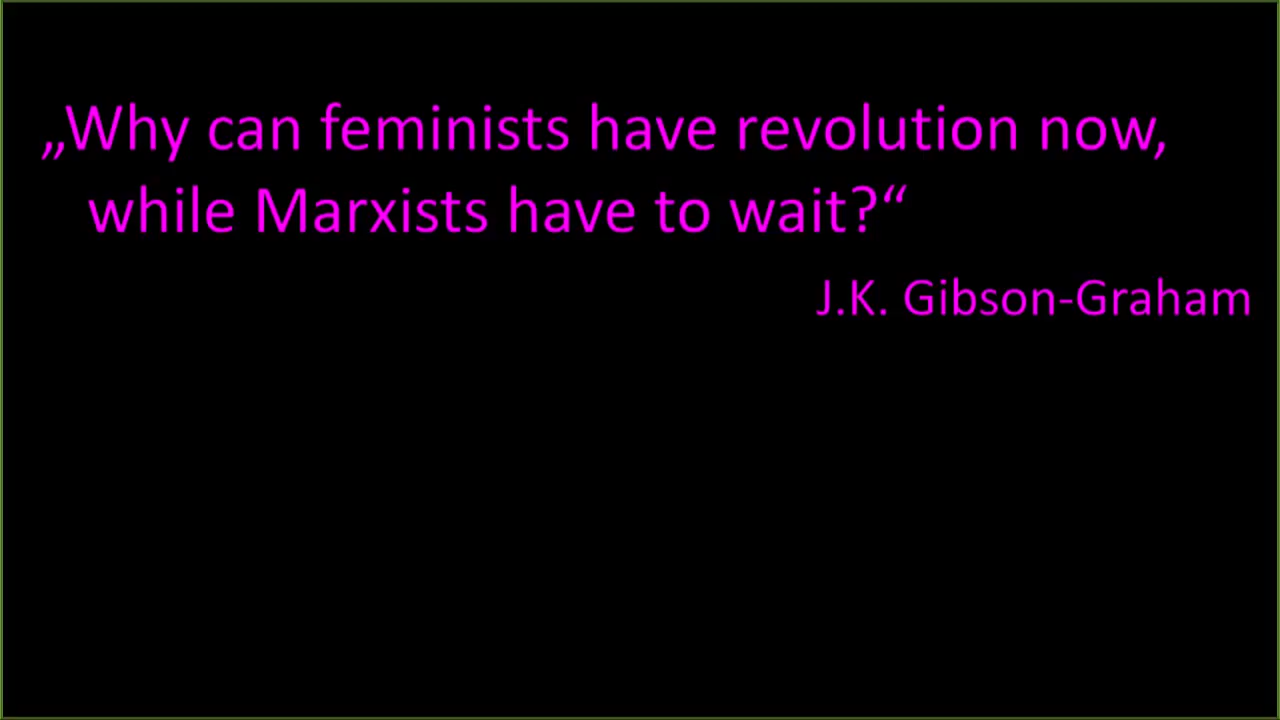 „Why can feminists have revolution now,
while Marxists have to wait?“
J.K. Gibson-Graham